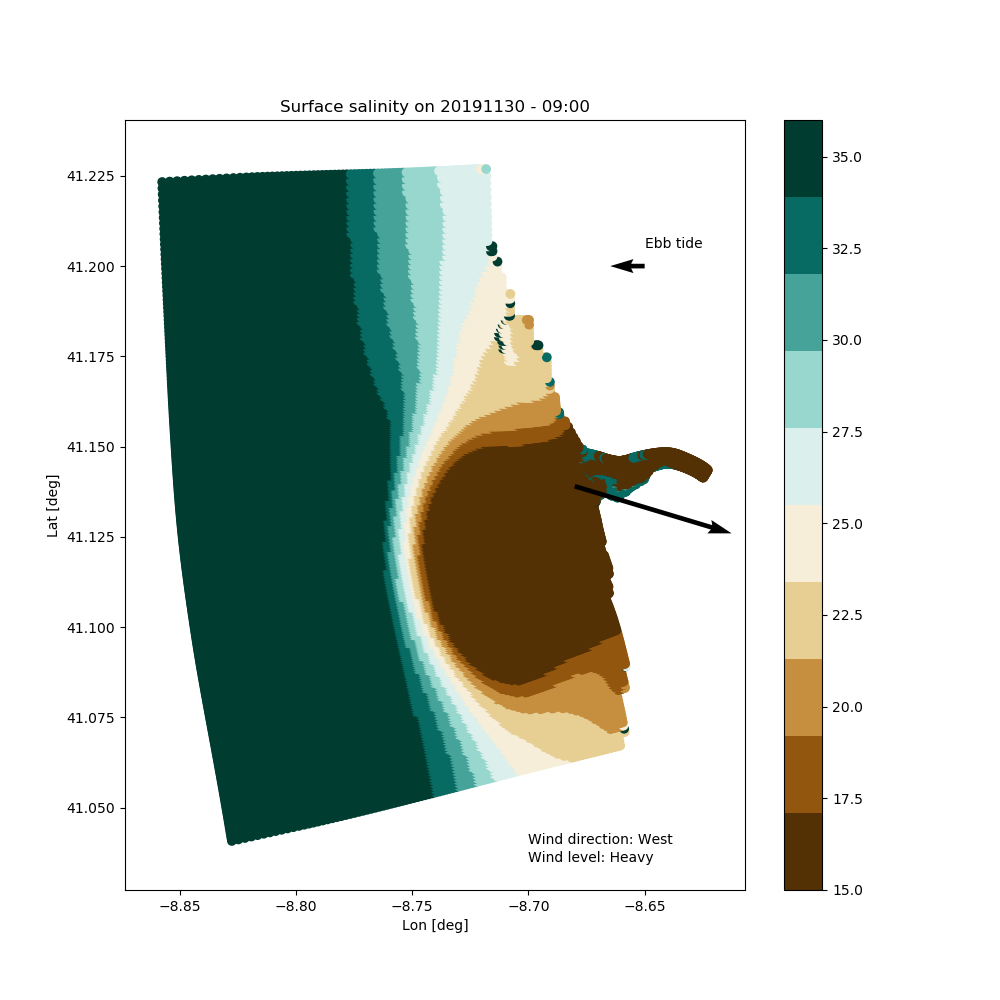 Surface salinity on 20191130 - 09:00
41.225
41.200
41.175
41.150
41.125
41.100
41.075
41.050
Lat [deg]
Ebb tide
Wind direction: West
Wind level: Heavy
−8.85 −8.80 −8.75 −8.70 −8.65
Lon [deg]
35.0
32.5
30.0
27.5
25.0
22.5
20.0
17.5
15.0